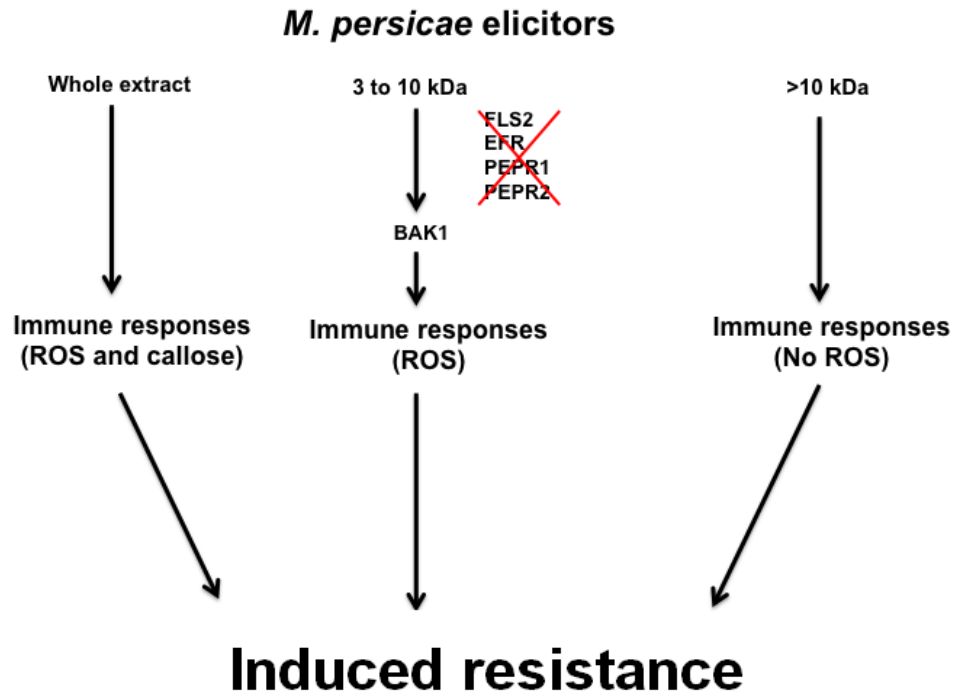 M. persicae elicitors
Whole extract
3 to 10 kDa
>10 kDa
FLS2
EFR
PEPR1
PEPR2
BAK1
Immune responses
(ROS and callose)
Immune responses
(ROS)
Immune responses
(No ROS)
Induced resistance